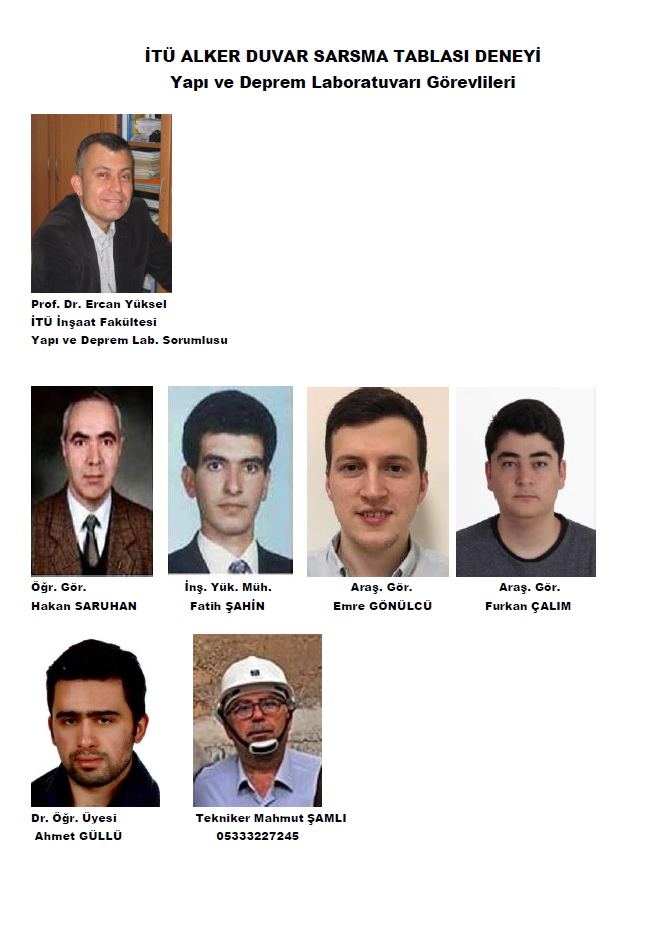 İTÜ ALKER DUVAR SARSMA TABLASI DENEYİ
Yapı ve Deprem Laboratuvarı Görevlileri
Prof. Dr. Ercan Yüksel
İTÜ İnşaat Fakültesi
Yapı ve Deprem Lab. Sorumlusu
Öğr. Gör.
Hakan SARUHAN
İnş. Yük. Müh.
Fatih ŞAHİN
Araş. Gör.
Emre GÖNÜLCÜ
Araş. Gör.
Furkan ÇALIM
Dr. Öğr. Üyesi
Ahmet GÜLLÜ
Tekniker Mahmut ŞAMLI
05333227245